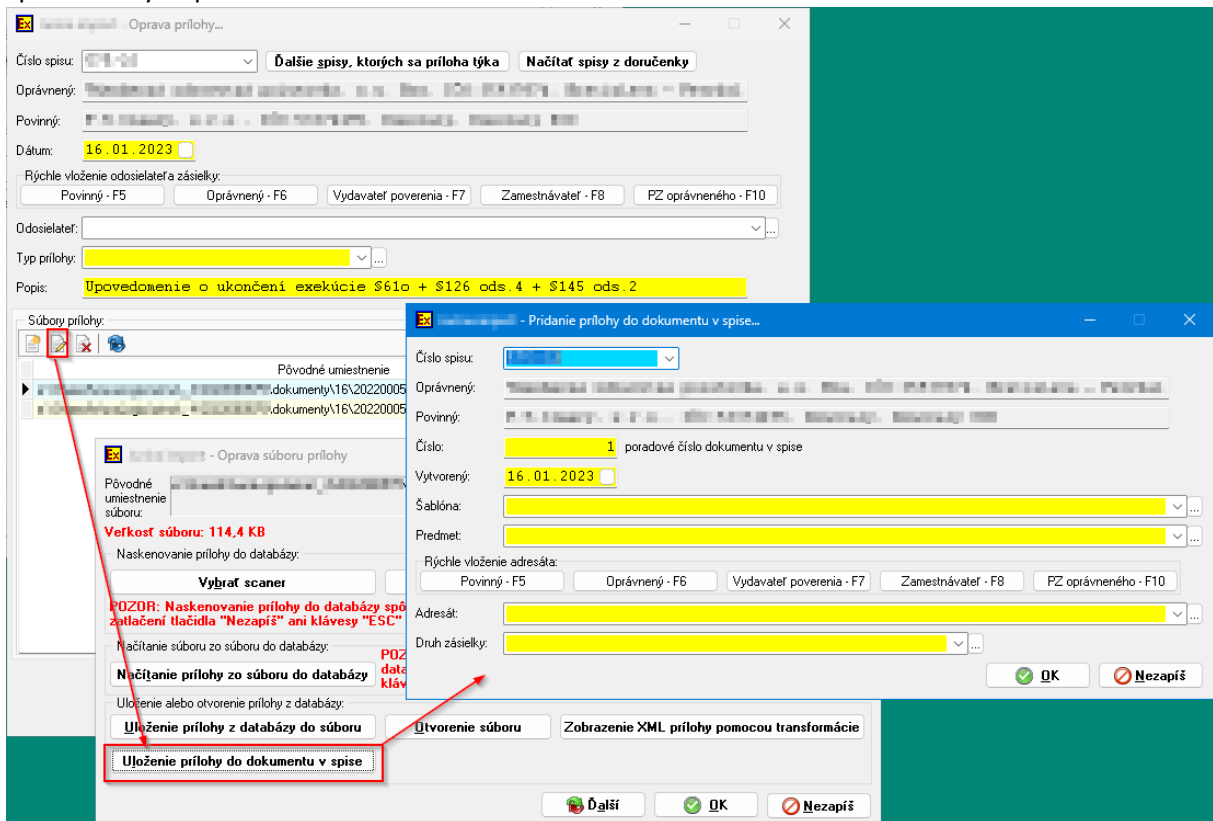 - Oprava prílohy...
Číslo spisu:
Ďalšie spisy, ktorých sa príloha týka
Načítať spisy z doručenky
Oprávnený:
Povinný:
Dátum: 16.01.2023
Rýchle vloženie odosielateľa zásielky:
Povinný - F5
Oprávnený - F6
Vydavateľ poverenia - F7
Zamestnávateľ - F8
PZ oprávneného - F10
Odosielateľ:
Typ prílohy:
...
Popis: Upovedomenie o ukončení exekúcie §61o + §126 ods.4 + §145 ods.2
Súbory prílohy:
Pôvodné umiestnenie
.dokumenty\16\20220005
.dokumenty\16\20220005
- Oprava súboru prílohy
Pôvodné
umiestnenie
súboru:
Veľkosť súboru: 114,4 KB
Naskenovanie prílohy do databázy:
Vybrať scaner
POZOR: Naskenovanie prílohy do databázy spô
zatlačení tlačidla "Nezapíš" ani klávesy "ESC"
Načítanie súboru zo súboru do databázy:
POZ
data
kláv
Načítanie prílohy zo súboru do databázy
Uloženie alebo otvorenie prílohy z databázy:
Uloženie prílohy z databázy do súboru
Otvorenie súboru
Zobrazenie XML prílohy pomocou transformácie
Uloženie prílohy do dokumentu v spise
Ďalší
OK
Nezapíš
- Pridanie prílohy do dokumentu v spise...
Číslo spisu:
Oprávnený:
Povinný:
Číslo: 1 poradové číslo dokumentu v spise
Vytvorený: 16.01.2023
Šablóna:
...
Predmet:
...
Rýchle vloženie adresáta:
Povinný - F5
Oprávnený - F6
Vydavateľ poverenia - F7
Zamestnávateľ - F8
PZ oprávneného - F10
Adresát:
...
Druh zásielky:
...
OK
Nezapíš